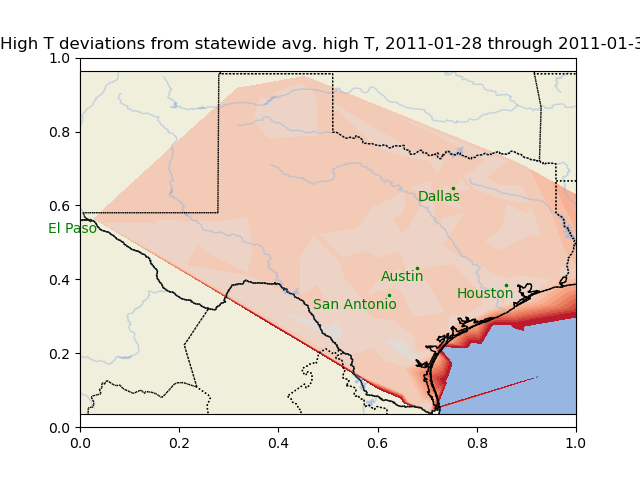 High T deviations from statewide avg. high T, 2011-01-28 through 2011-01-3
1.0
0.8
0.6
0.4
0.2
0.0
Dallas
El Paso
Austin
Houston
San Antonio
0.0 0.2 0.4 0.6 0.8 1.0